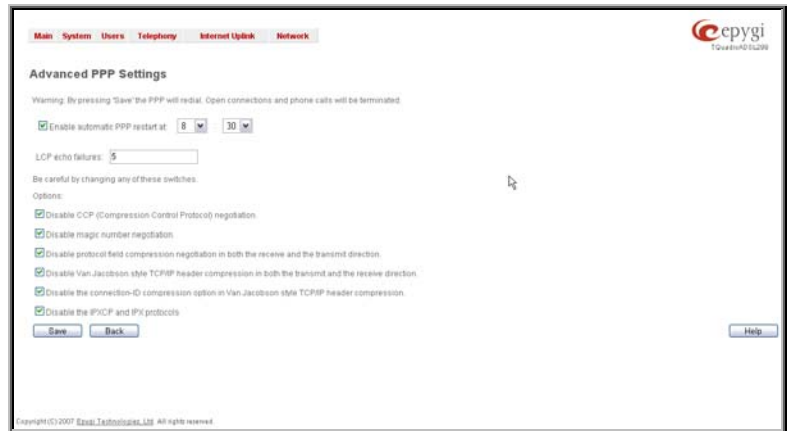 Main System Users Telephony Internet Uplink Network
epygi
Advanced PPP Settings
Warning: By pressing 'Save' the PPP will redial. Open connections and phone calls will be terminated.
Enable automatic PPP restart at: 8 : 30
LCP echo failures: 5
Be careful by changing any of these switches.
Options:
Disable CCP (Compression Control Protocol) negotiation.
Disable magic number negotiation.
Disable protocol field compression negotiation in both the receive and the transmit direction.
Disable Van Jacobson style TCP/IP header compression in both the transmit and the receive direction.
Disable the connection-ID compression option in Van Jacobson style TCP/IP header compression.
Disable the IPXCP and IPX protocols
Save Back Help
Copyright (C) 2007 Epygi Technologies, Ltd. All rights reserved.